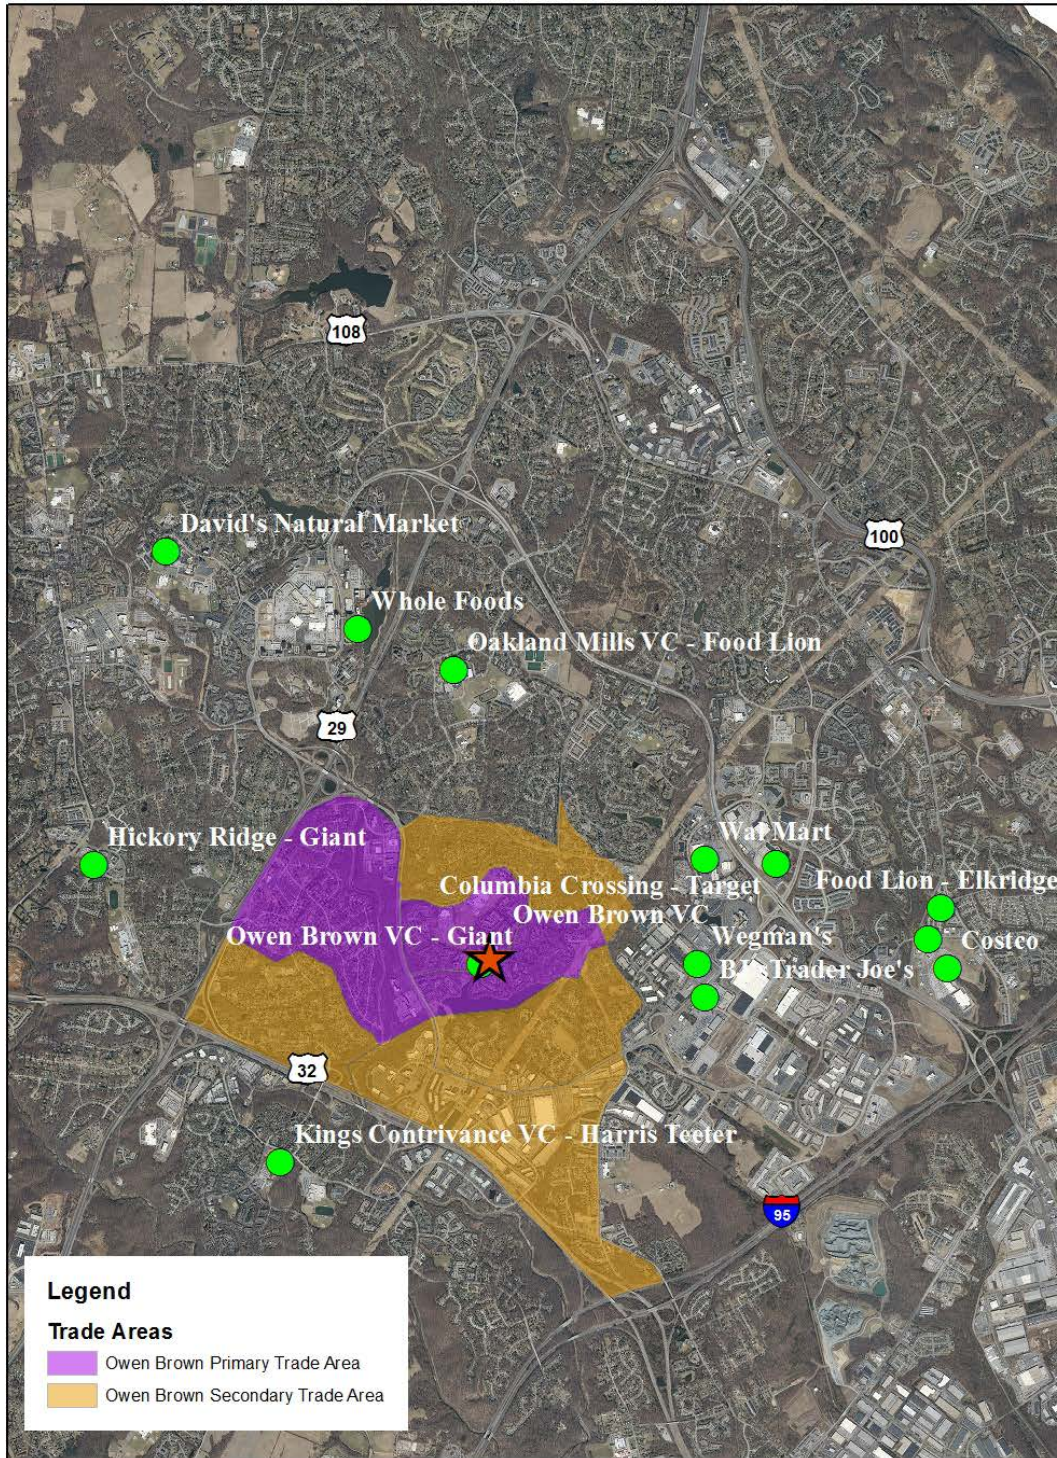 108
David's Natural Market
100
Whole Foods
Oakland Mills VC - Food Lion
29
Hickory Ridge - Giant
Wal Mart
Columbia Crossing - Target
Food Lion - Elkridge
Owen Brown VC
Owen Brown VC - Giant
Wegman's
Costco
BJ's Trader Joe's
32
Kings Contrivance VC - Harris Teeter
95
Legend
Trade Areas
Owen Brown Primary Trade Area
Owen Brown Secondary Trade Area